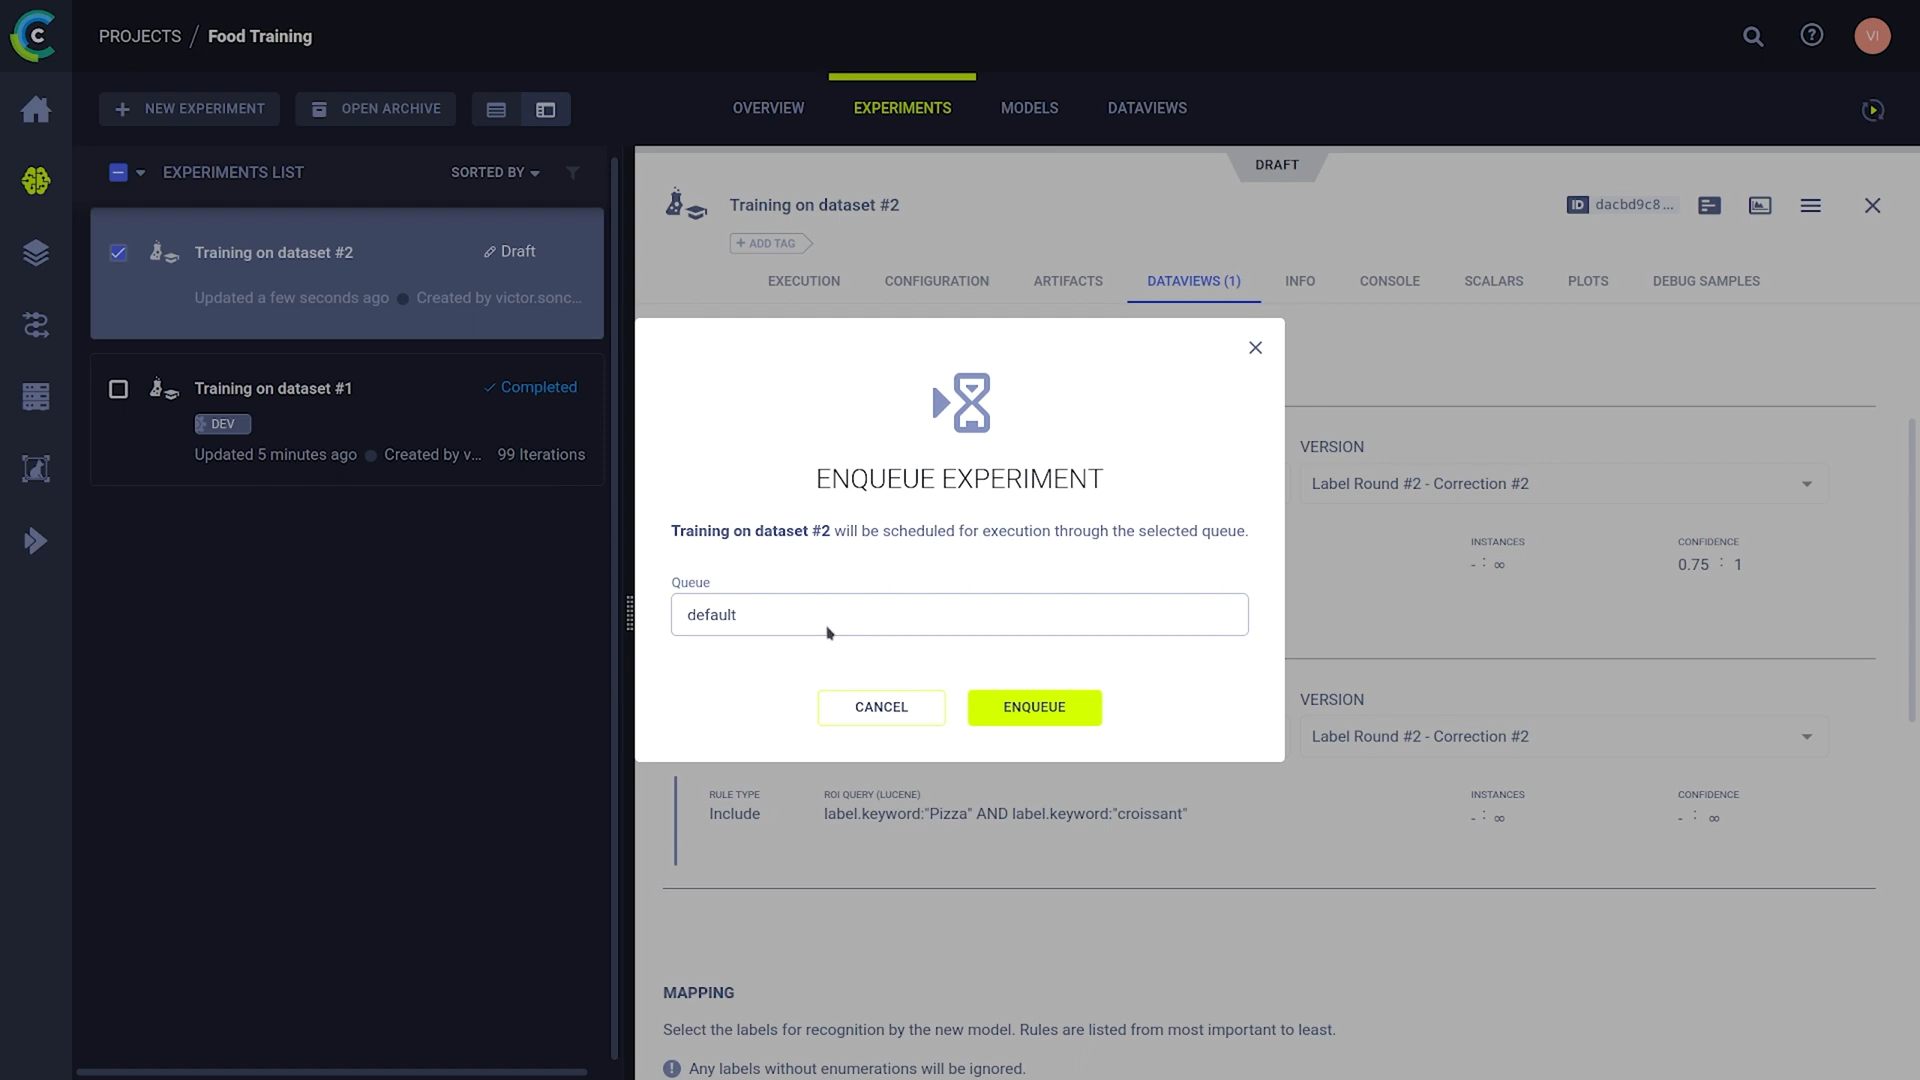 C
PROJECTS / Food Training
VI
NEW EXPERIMENT
OPEN ARCHIVE
OVERVIEW
EXPERIMENTS
MODELS
DATAVIEWS
EXPERIMENTS LIST
SORTED BY
Training on dataset #2
Draft
Updated a few seconds ago
Created by victor.sonc...
Training on dataset #1
Completed
DEV
Updated 5 minutes ago
Created by v...
99 Iterations
DRAFT
Training on dataset #2
ID dacbd9c8...
+ ADD TAG
EXECUTION
CONFIGURATION
ARTIFACTS
DATAVIEWS (1)
INFO
CONSOLE
SCALARS
PLOTS
DEBUG SAMPLES
ENQUEUE EXPERIMENT
Training on dataset #2 will be scheduled for execution through the selected queue.
Queue
default
CANCEL
ENQUEUE
VERSION
Label Round #2 - Correction #2
INSTANCES
- : ∞
CONFIDENCE
0.75 : 1
VERSION
Label Round #2 - Correction #2
RULE TYPE
Include
ROI QUERY (LUCENE)
label.keyword:"Pizza" AND label.keyword:"croissant"
INSTANCES
- : ∞
CONFIDENCE
- : ∞
MAPPING
Select the labels for recognition by the new model. Rules are listed from most important to least.
Any labels without enumerations will be ignored.